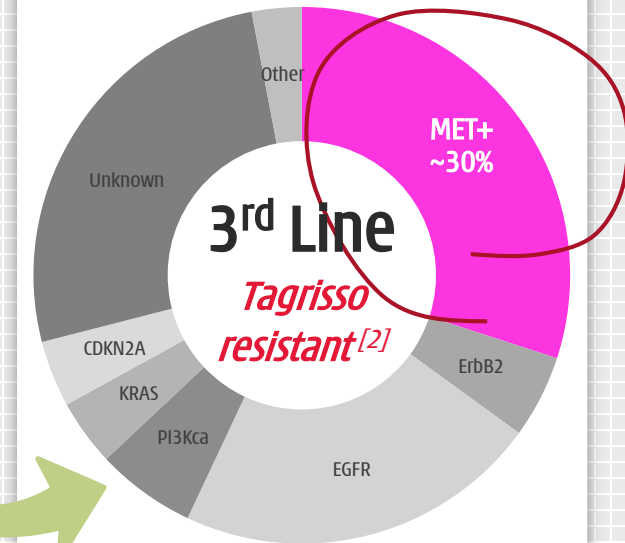 Other
MET+
~30%
Unknown
3rd Line
Tagrisso
resistant[2]
CDKN2A
ErbB2
KRAS
PI3Kca
EGFR